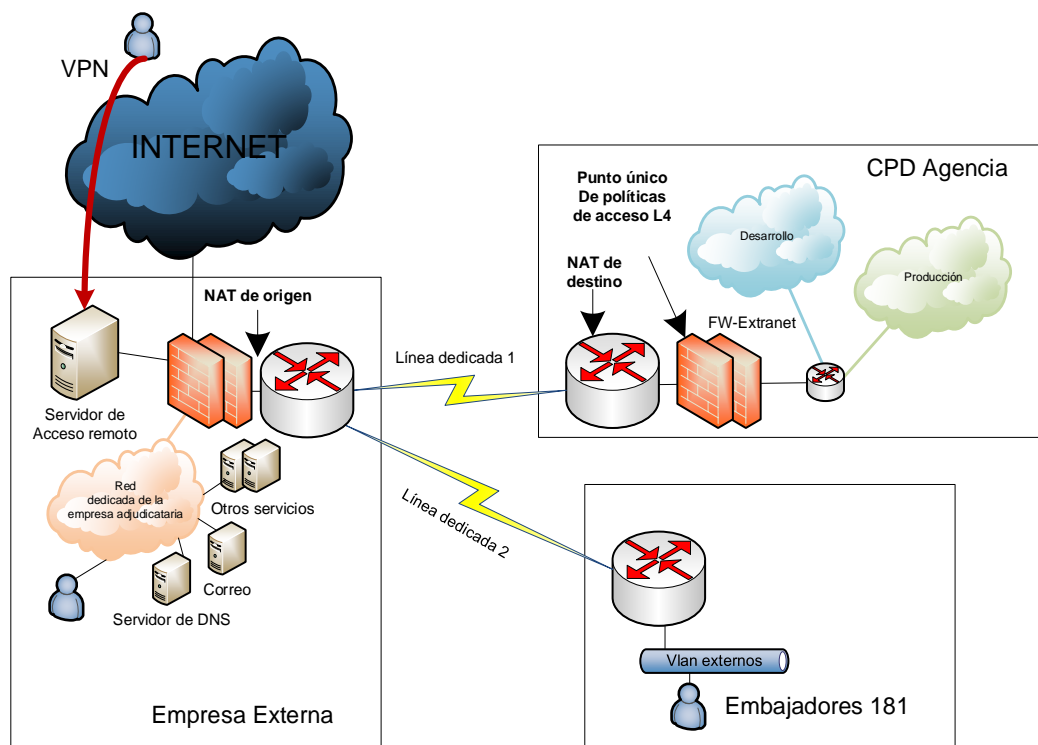 VPN
INTERNET
CPD Agencia
Punto único
De políticas
de acceso L4
Desarrollo
Producción
NAT de
destino
FW-Extranet
NAT de origen
Línea dedicada 1
Servidor de
Acceso remoto
Red
dedicada de la
empresa adjudicataria
Otros servicios
Correo
Servidor de DNS
Empresa Externa
Línea dedicada 2
Vlan externos
Embajadores 181